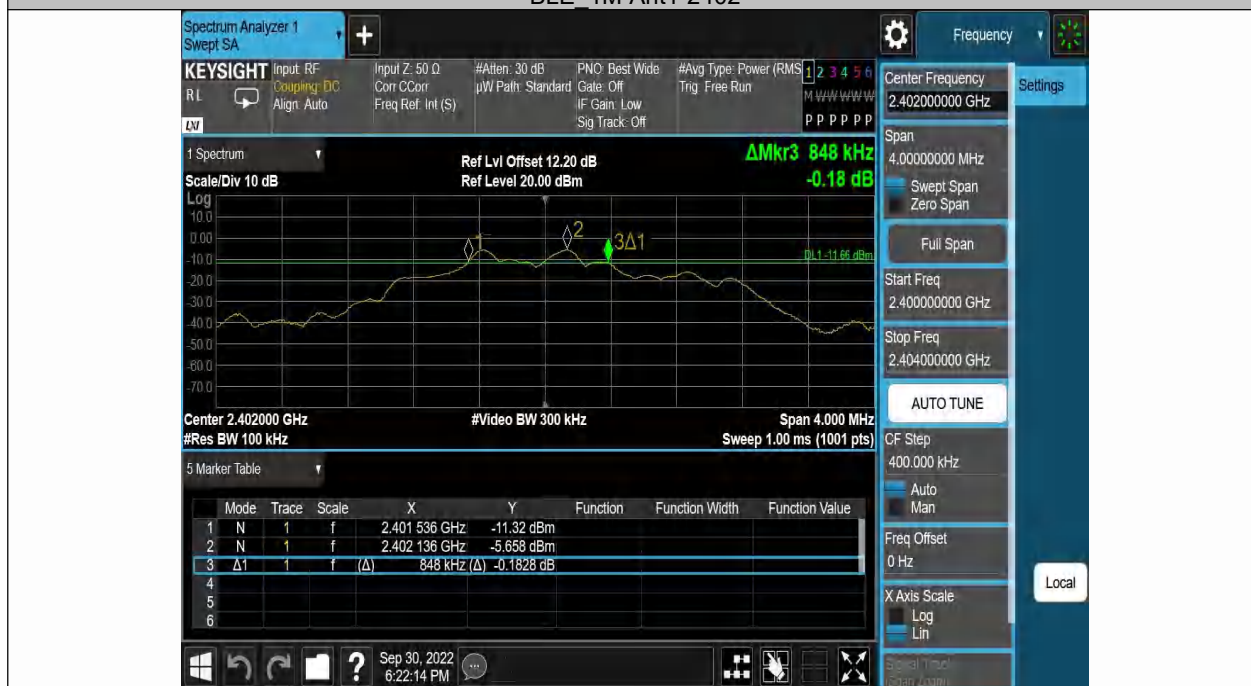 BLE_1M-Ant1-2402
Spectrum Analyzer 1
Swept SA
Frequency
KEYSIGHT
RL
LXI
Input: RF
Coupling: DC
Align: Auto
Input Z: 50 Ω
Corr CCorr
Freq Ref: Int (S)
#Atten: 30 dB
µW Path: Standard
PNO: Best Wide
Gate: Off
IF Gain: Low
Sig Track: Off
#Avg Type: Power (RMS
Trig: Free Run
1 2 3 4 5 6
M W W W W W
P P P P P P
1 Spectrum
Scale/Div 10 dB
Ref Lvl Offset 12.20 dB
Ref Level 20.00 dBm
ΔMkr3 848 kHz
-0.18 dB
Log
10.0
0.00
-10.0
-20.0
-30.0
-40.0
-50.0
-60.0
-70.0
1
2
3Δ1
DL1 -11.66 dBm
Center 2.402000 GHz
#Res BW 100 kHz
#Video BW 300 kHz
Span 4.000 MHz
Sweep 1.00 ms (1001 pts)
5 Marker Table
Mode Trace Scale X Y Function Function Width Function Value
1 N 1 f 2.401 536 GHz -11.32 dBm
2 N 1 f 2.402 136 GHz -5.658 dBm
3 Δ1 1 f (Δ) 848 kHz (Δ) -0.1828 dB
4
5
6
?
Sep 30, 2022
6:22:14 PM
Center Frequency
2.402000000 GHz
Settings
Span
4.00000000 MHz
Swept Span
Zero Span
Full Span
Start Freq
2.400000000 GHz
Stop Freq
2.404000000 GHz
AUTO TUNE
CF Step
400.000 kHz
Auto
Man
Freq Offset
0 Hz
X Axis Scale
Log
Lin
Local
Signal Track
(Span Zoom)